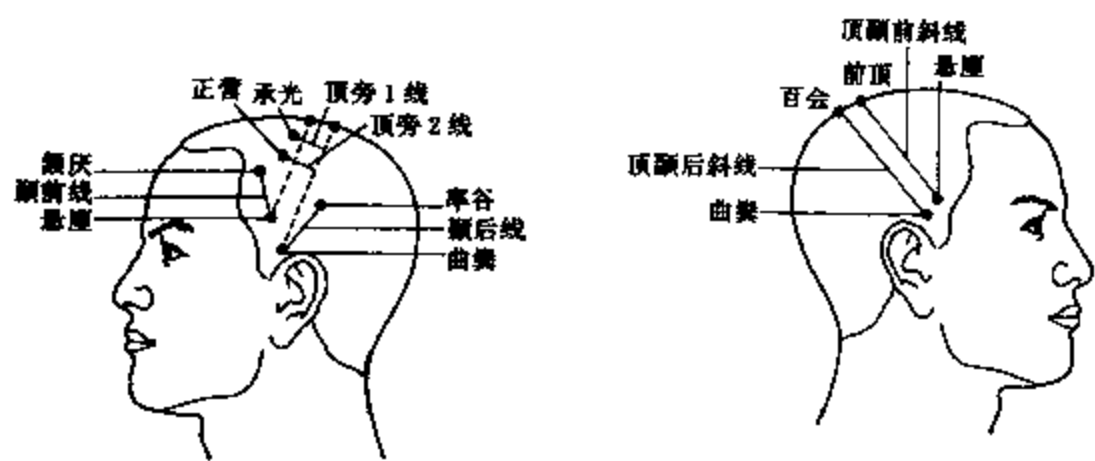 正营
承光
顶旁1线
顶旁2线
颔厌
颞前线
悬厘
率谷
颞后线
曲鬓
顶颞前斜线
前顶
悬厘
百会
顶颞后斜线
曲鬓